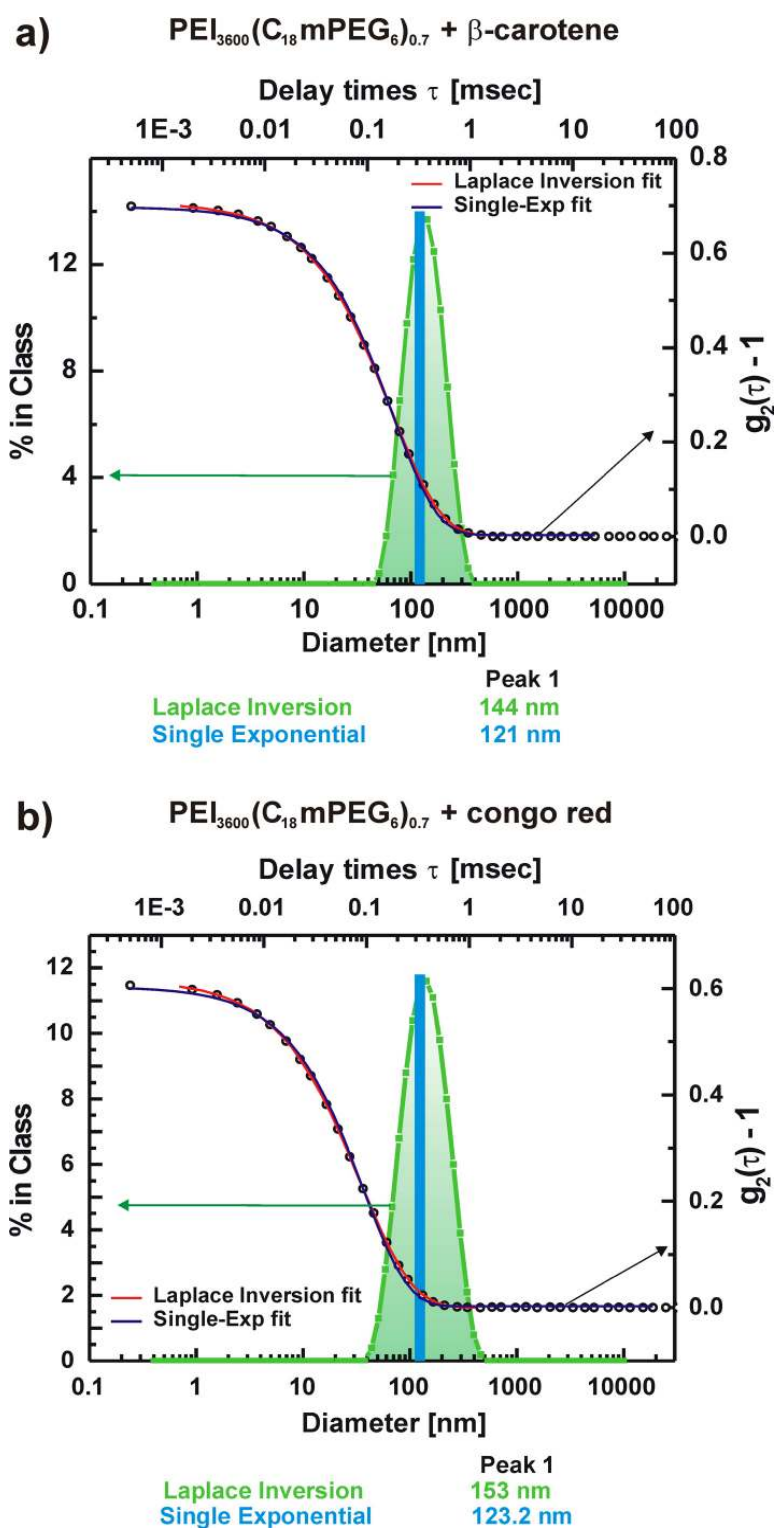 a) PEI₃₆₀₀(C₁₈mPEG₆)₀.₇ + β-carotene
Delay times τ [msec]
1E-3 0.01 0.1 1 10 100
Laplace Inversion fit
Single-Exp fit
% in Class
12
8
4
0
0.8
0.6
0.4
0.2
0.0
g₂(τ) - 1
0.1 1 10 100 1000 10000
Diameter [nm]
Peak 1
Laplace Inversion 144 nm
Single Exponential 121 nm
b) PEI₃₆₀₀(C₁₈mPEG₆)₀.₇ + congo red
Delay times τ [msec]
1E-3 0.01 0.1 1 10 100
% in Class
12
10
8
6
4
2
0
Laplace Inversion fit
Single-Exp fit
0.6
0.4
0.2
0.0
g₂(τ) - 1
0.1 1 10 100 1000 10000
Diameter [nm]
Peak 1
Laplace Inversion 153 nm
Single Exponential 123.2 nm